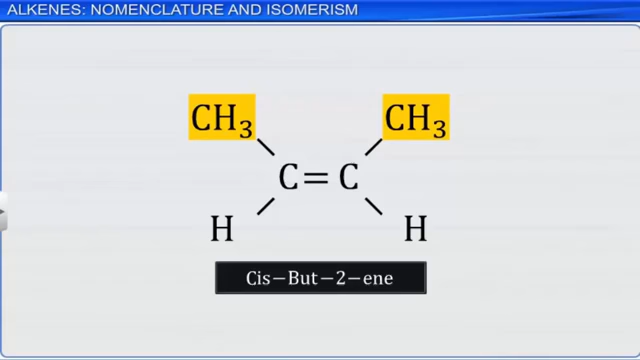 ALKENES: NOMENCLATURE AND ISOMERISM
CH₃ CH₃
C=C
H H
Cis−But−2−ene